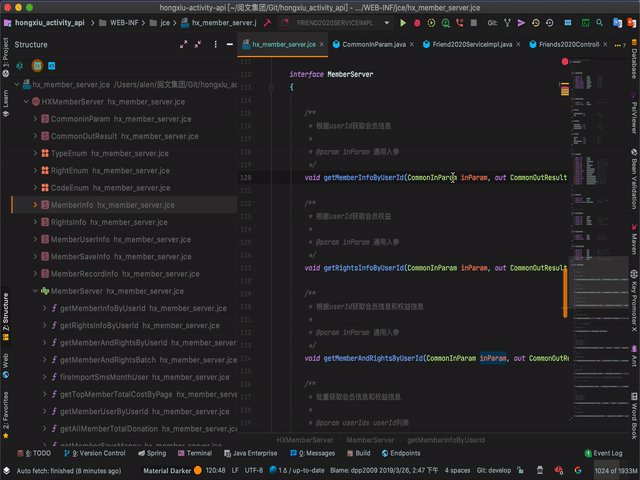 hongxiu_activity_api [~/阅文集团/Git/hongxiu_activity_api] – .../WEB-INF/jce/hx_member_server.jce
hongxiu_activity_api
WEB-INF
jce
hx_member_server.jce
FRIEND2020SERVICEIMPL
Git:
Structure
hx_member_server.jce
CommonInParam.java
Friend2020ServiceImpl.java
Friends2020Controll
hx_member_server.jce /Users/alen/阅文集团/Git/hongxiu_activ
HXMemberServer hx_member_server.jce
CommonInParam hx_member_server.jce
CommonOutResult hx_member_server.jce
TypeEnum hx_member_server.jce
RightEnum hx_member_server.jce
CodeEnum hx_member_server.jce
MemberInfo hx_member_server.jce
RightsInfo hx_member_server.jce
MemberUserInfo hx_member_server.jce
MemberSaveInfo hx_member_server.jce
MemberRecordInfo hx_member_server.jce
MemberServer hx_member_server.jce
getMemberInfoByUserId hx_member_server.jce
getRightsInfoByUserId hx_member_server.jce
getMemberAndRightsByUserId hx_member_server.jce
getMemberAndRightsBatch hx_member_server.jce
fireImportSmsMonthUser hx_member_server.jce
getTopMemberTotalCostByPage hx_member_server.jce
getMemberUserByUserId hx_member_server.jce
getAllMemberTotalDonation hx_member_server.jce
getMemberSaveMoney hx_member_server.jce
111
112 interface MemberServer
113 {
114
115 /**
116 * 根据userId获取会员信息
117 *
118 * @param inParam 通用入参
119 */
120 void getMemberInfoByUserId(CommonInParam inParam, out CommonOutResult
121
122 /**
123 * 根据userId获取会员权益
124 *
125 * @param inParam 通用入参
126 */
127 void getRightsInfoByUserId(CommonInParam inParam, out CommonOutResult
128
129 /**
130 * 根据userId获取会员信息和权益信息
131 *
132 * @param inParam 通用入参
133 */
134 void getMemberAndRightsByUserId(CommonInParam inParam, out CommonOutRe
135
136 /**
137 * 批量获取会员信息和权益信息
138 *
139 * @param userIds userId列表
HXMemberServer
MemberServer
getMemberInfoByUserId
1: Project
Learn
Z: Structure
Web
2: Favorites
Database
PsiViewer
Bean Validation
Maven
Key Promoter X
Ant
Word Book
6: TODO
9: Version Control
Spring
Terminal
Java Enterprise
0: Messages
Build
Endpoints
Event Log
Auto fetch: finished (8 minutes ago)
Material Darker
120:48
LF
UTF-8
1 Δ / up-to-date
Blame: dpp2009 2019/3/26, 2:47 下午
4 spaces
Git: develop
1024 of 1933M